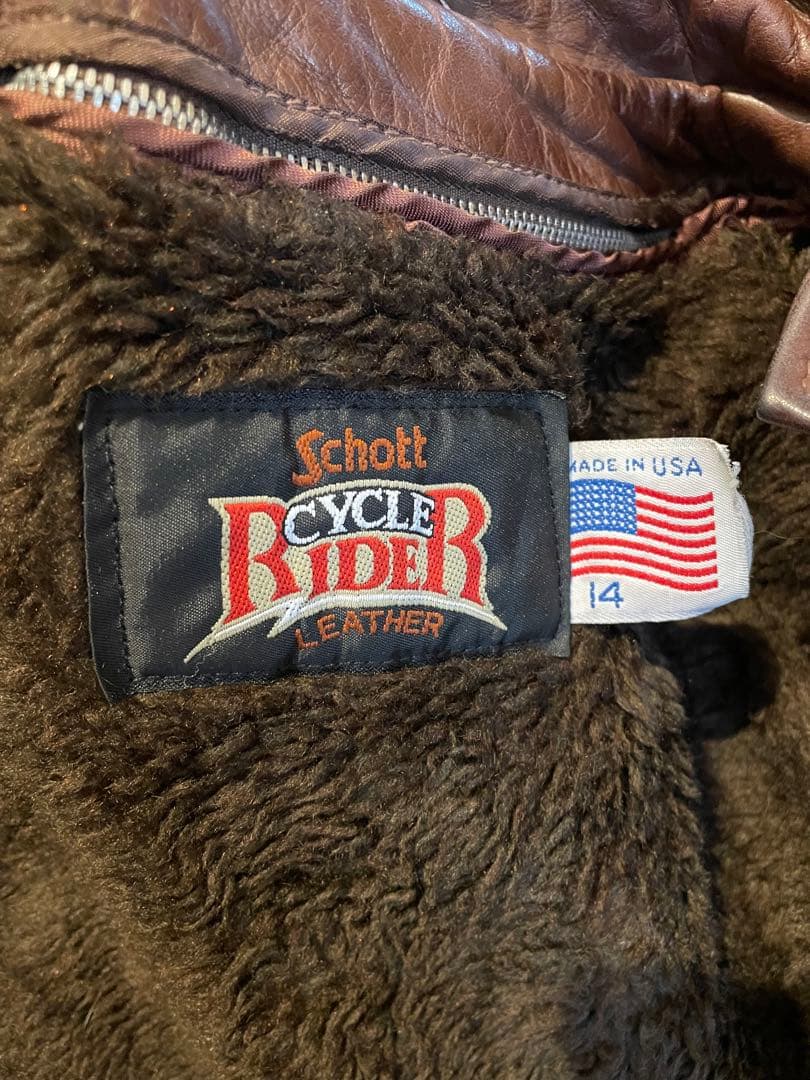 Schott
CYCLE
RIDER
LEATHER
MADE IN USA
14